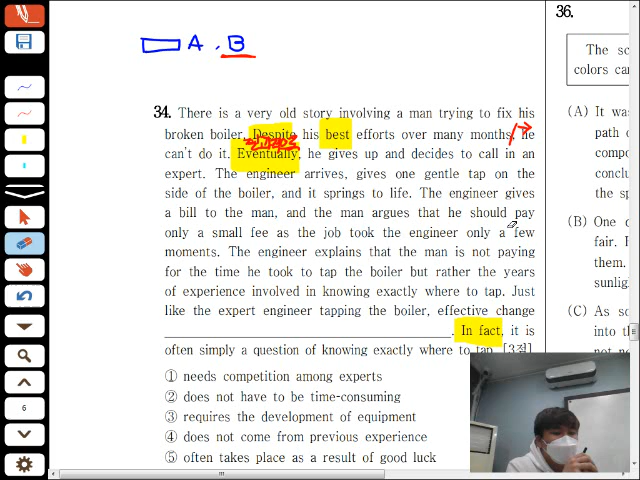 A, B
36.
The sc
colors can
34. There is a very old story involving a man trying to fix his
broken boiler. Despite his best efforts over many months, he
can't do it. Eventually, he gives up and decides to call in an
expert. The engineer arrives, gives one gentle tap on the
side of the boiler, and it springs to life. The engineer gives
a bill to the man, and the man argues that he should pay
only a small fee as the job took the engineer only a few
moments. The engineer explains that the man is not paying
for the time he took to tap the boiler but rather the years
of experience involved in knowing exactly where to tap. Just
like the expert engineer tapping the boiler, effective change
. In fact, it is
often simply a question of knowing exactly where to tap. [3점]
① needs competition among experts
② does not have to be time-consuming
③ requires the development of equipment
④ does not come from previous experience
⑤ often takes place as a result of good luck
(A) It was
path o
compo
conclu
the sp
(B) One c
fair. I
them.
sunlig
(C) As so
into th
not ne
6